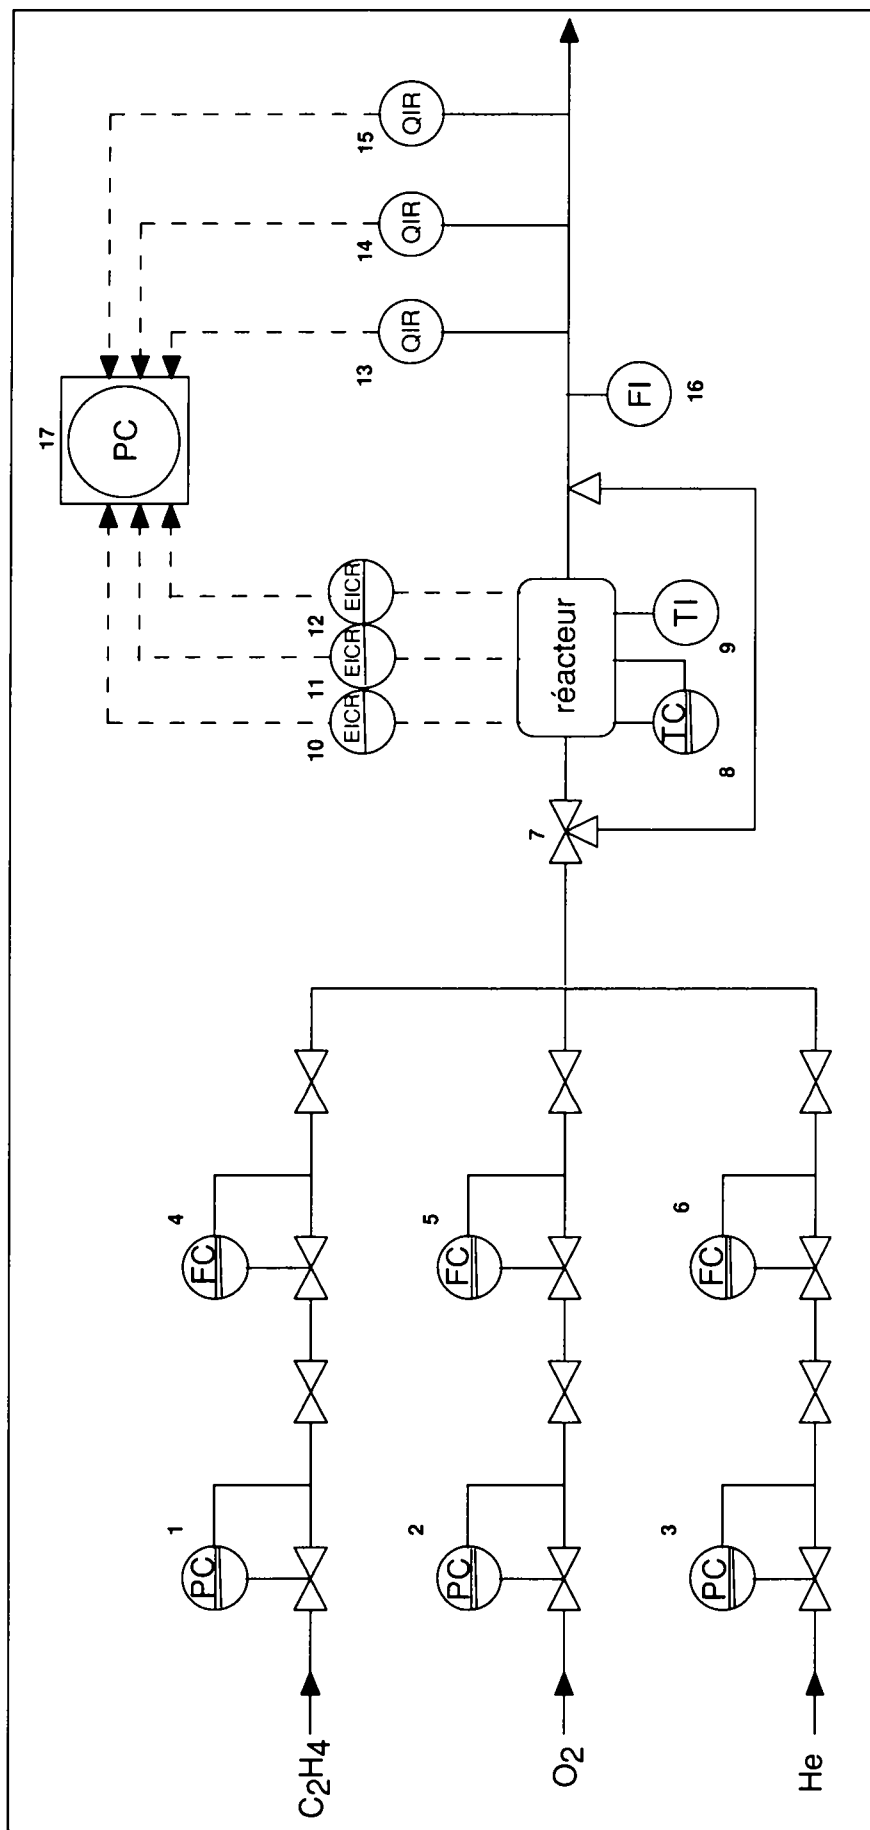 C2H4
PC
1
FC
4
O2
PC
2
FC
5
He
PC
3
FC
6
7
réacteur
TC
8
TI
9
EICR
10
EICR
11
EICR
12
PC
17
QIR
13
QIR
14
QIR
15
FI
16